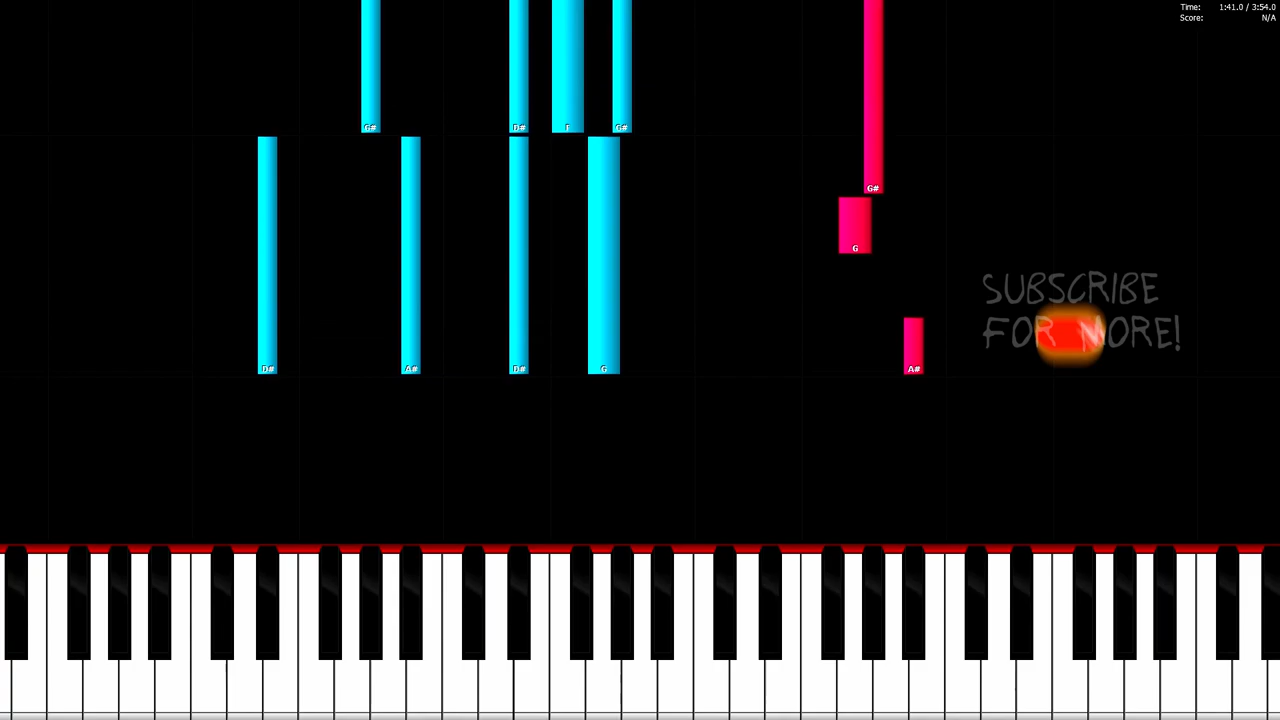 Time: 1:41.0 / 3:54.0
Score: N/A
G# D# F G#
G#
G
SUBSCRIBE
FOR MORE!
A#
D# A# D# G